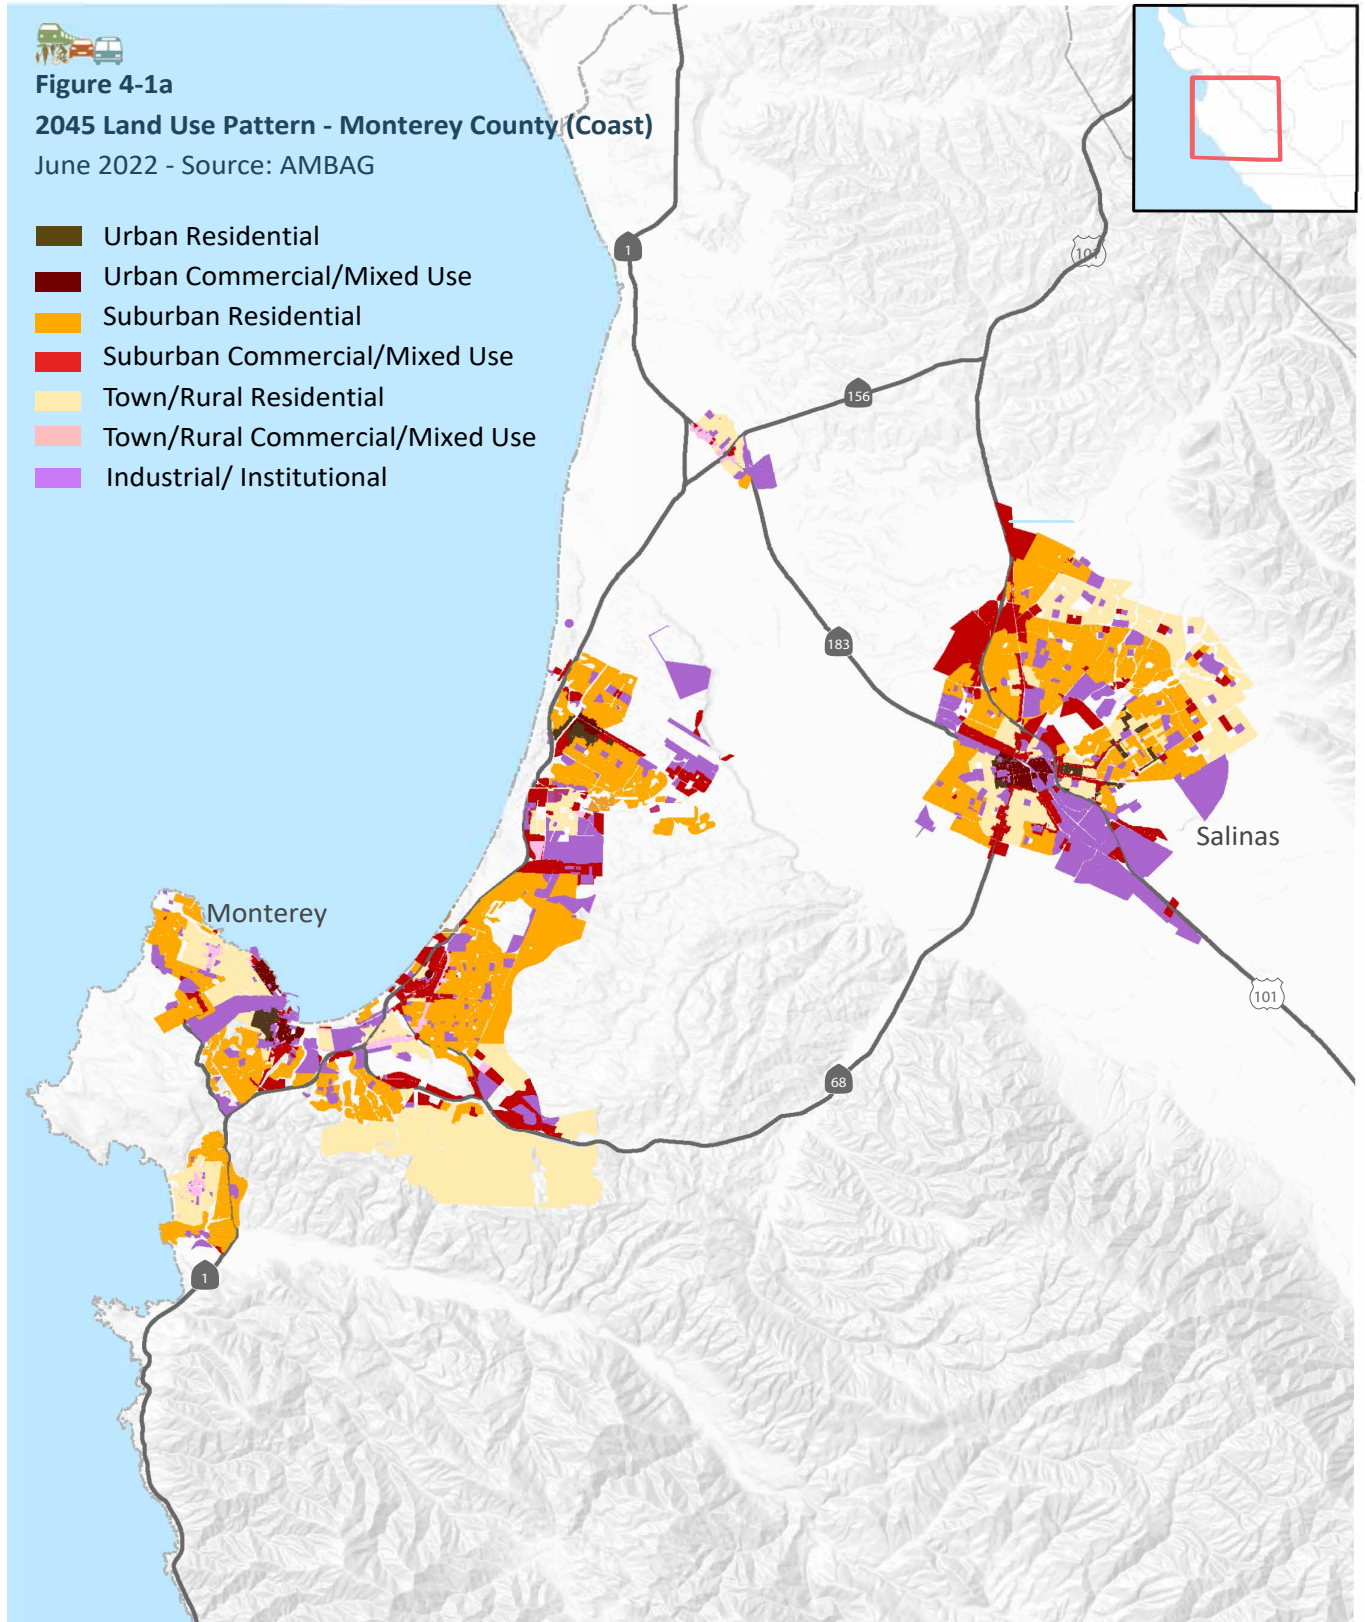 Figure 4-1a
2045 Land Use Pattern - Monterey County (Coast)
June 2022 - Source: AMBAG
Urban Residential
Urban Commercial/Mixed Use
Suburban Residential
Suburban Commercial/Mixed Use
Town/Rural Residential
Town/Rural Commercial/Mixed Use
Industrial/ Institutional
1
101
156
183
Salinas
Monterey
101
68
1